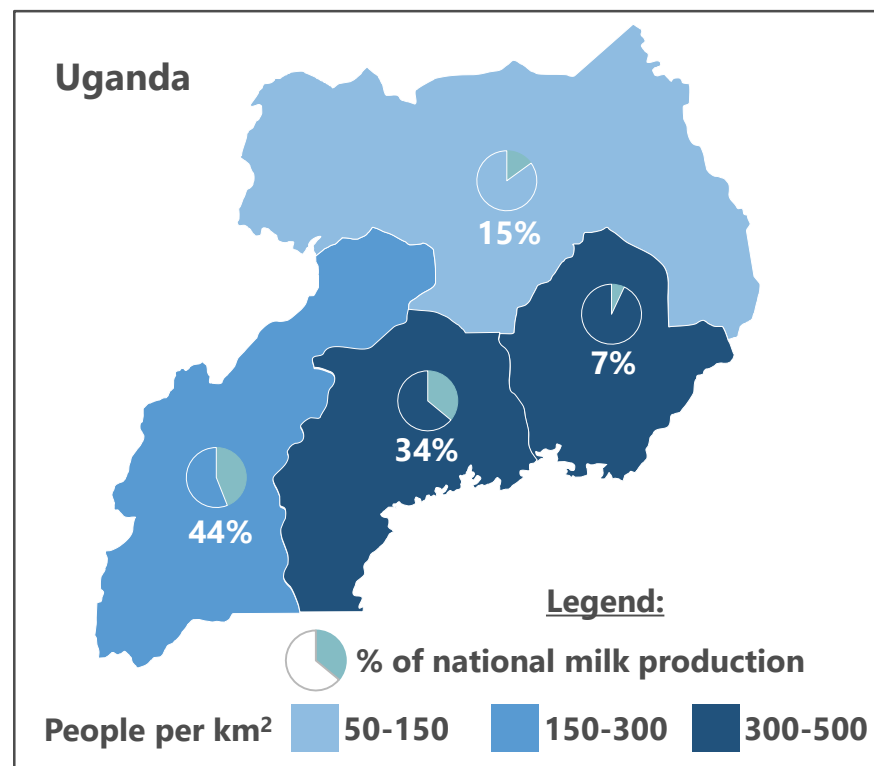 Uganda
15%
7%
34%
44%
Legend:
% of national milk production
People per km² 50-150 150-300 300-500